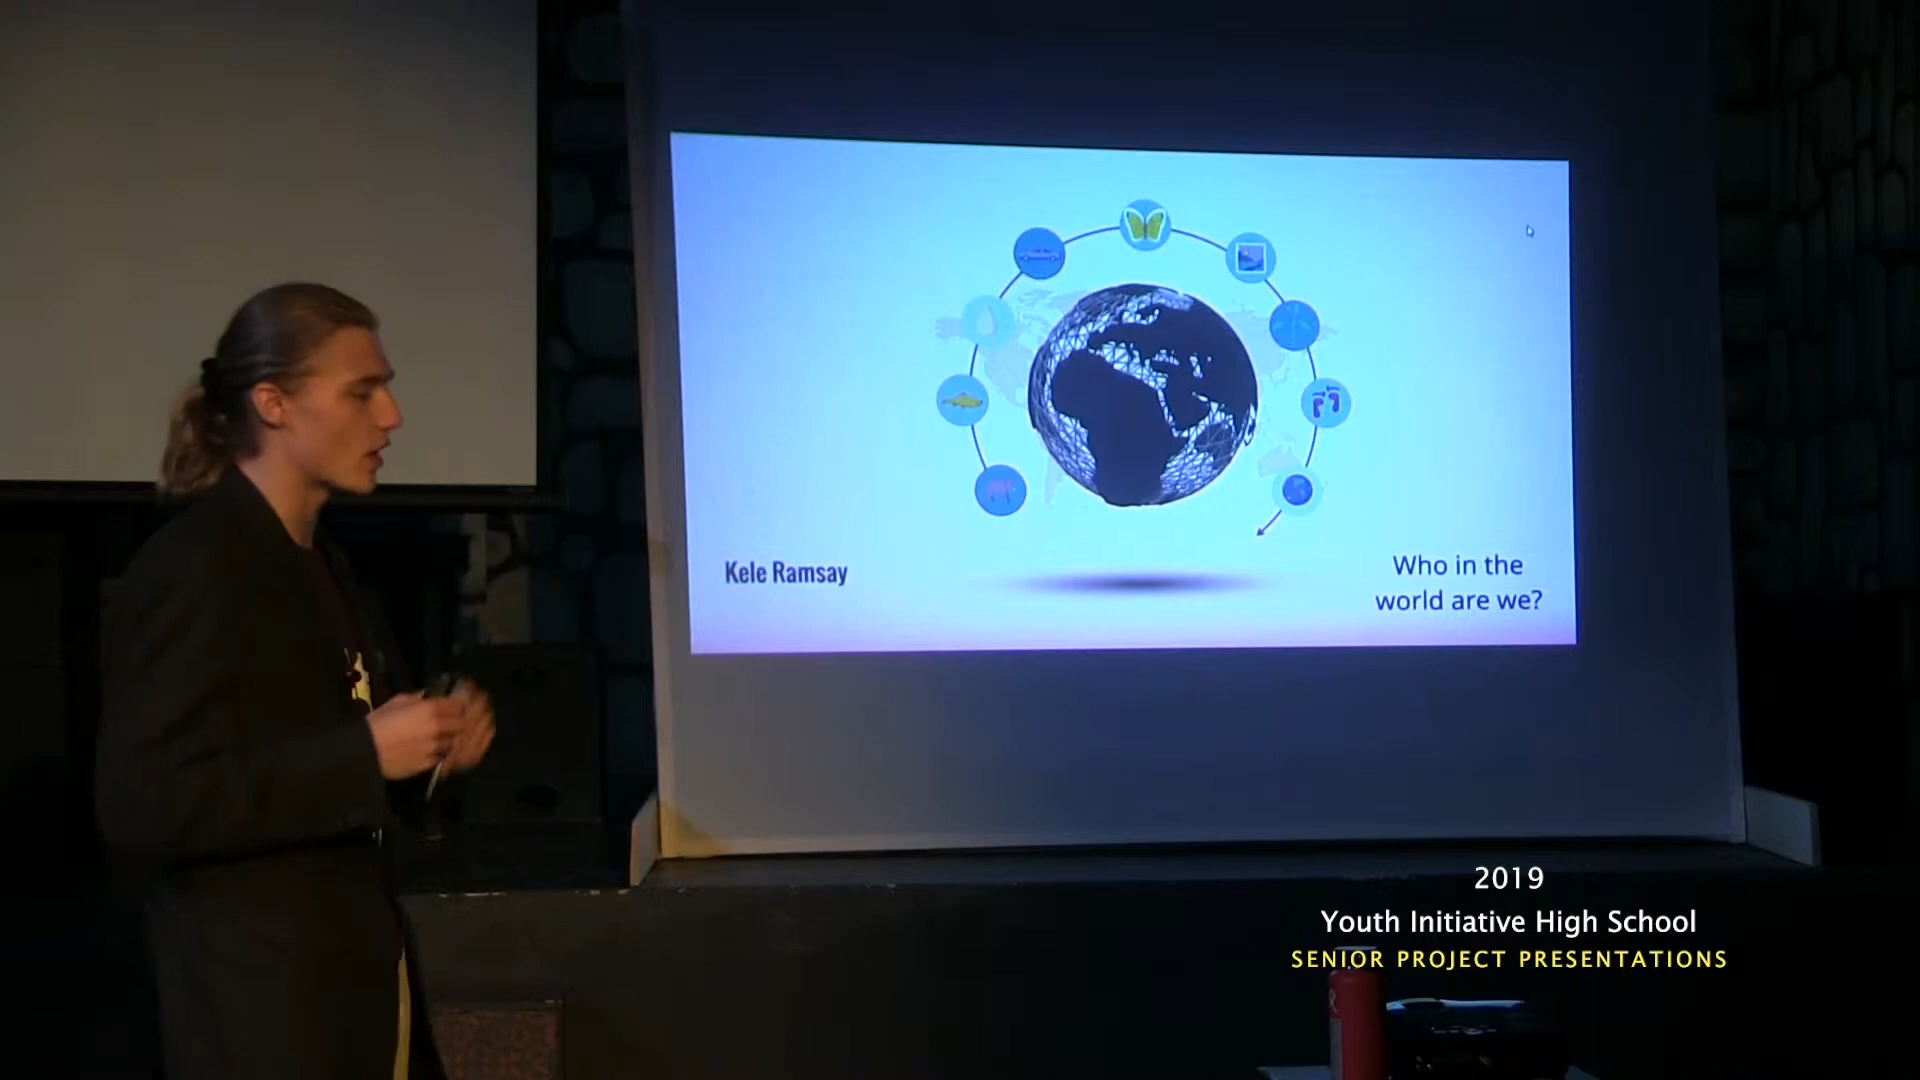 Kele Ramsay
Who in the
world are we?
2019
Youth Initiative High School
SENIOR PROJECT PRESENTATIONS